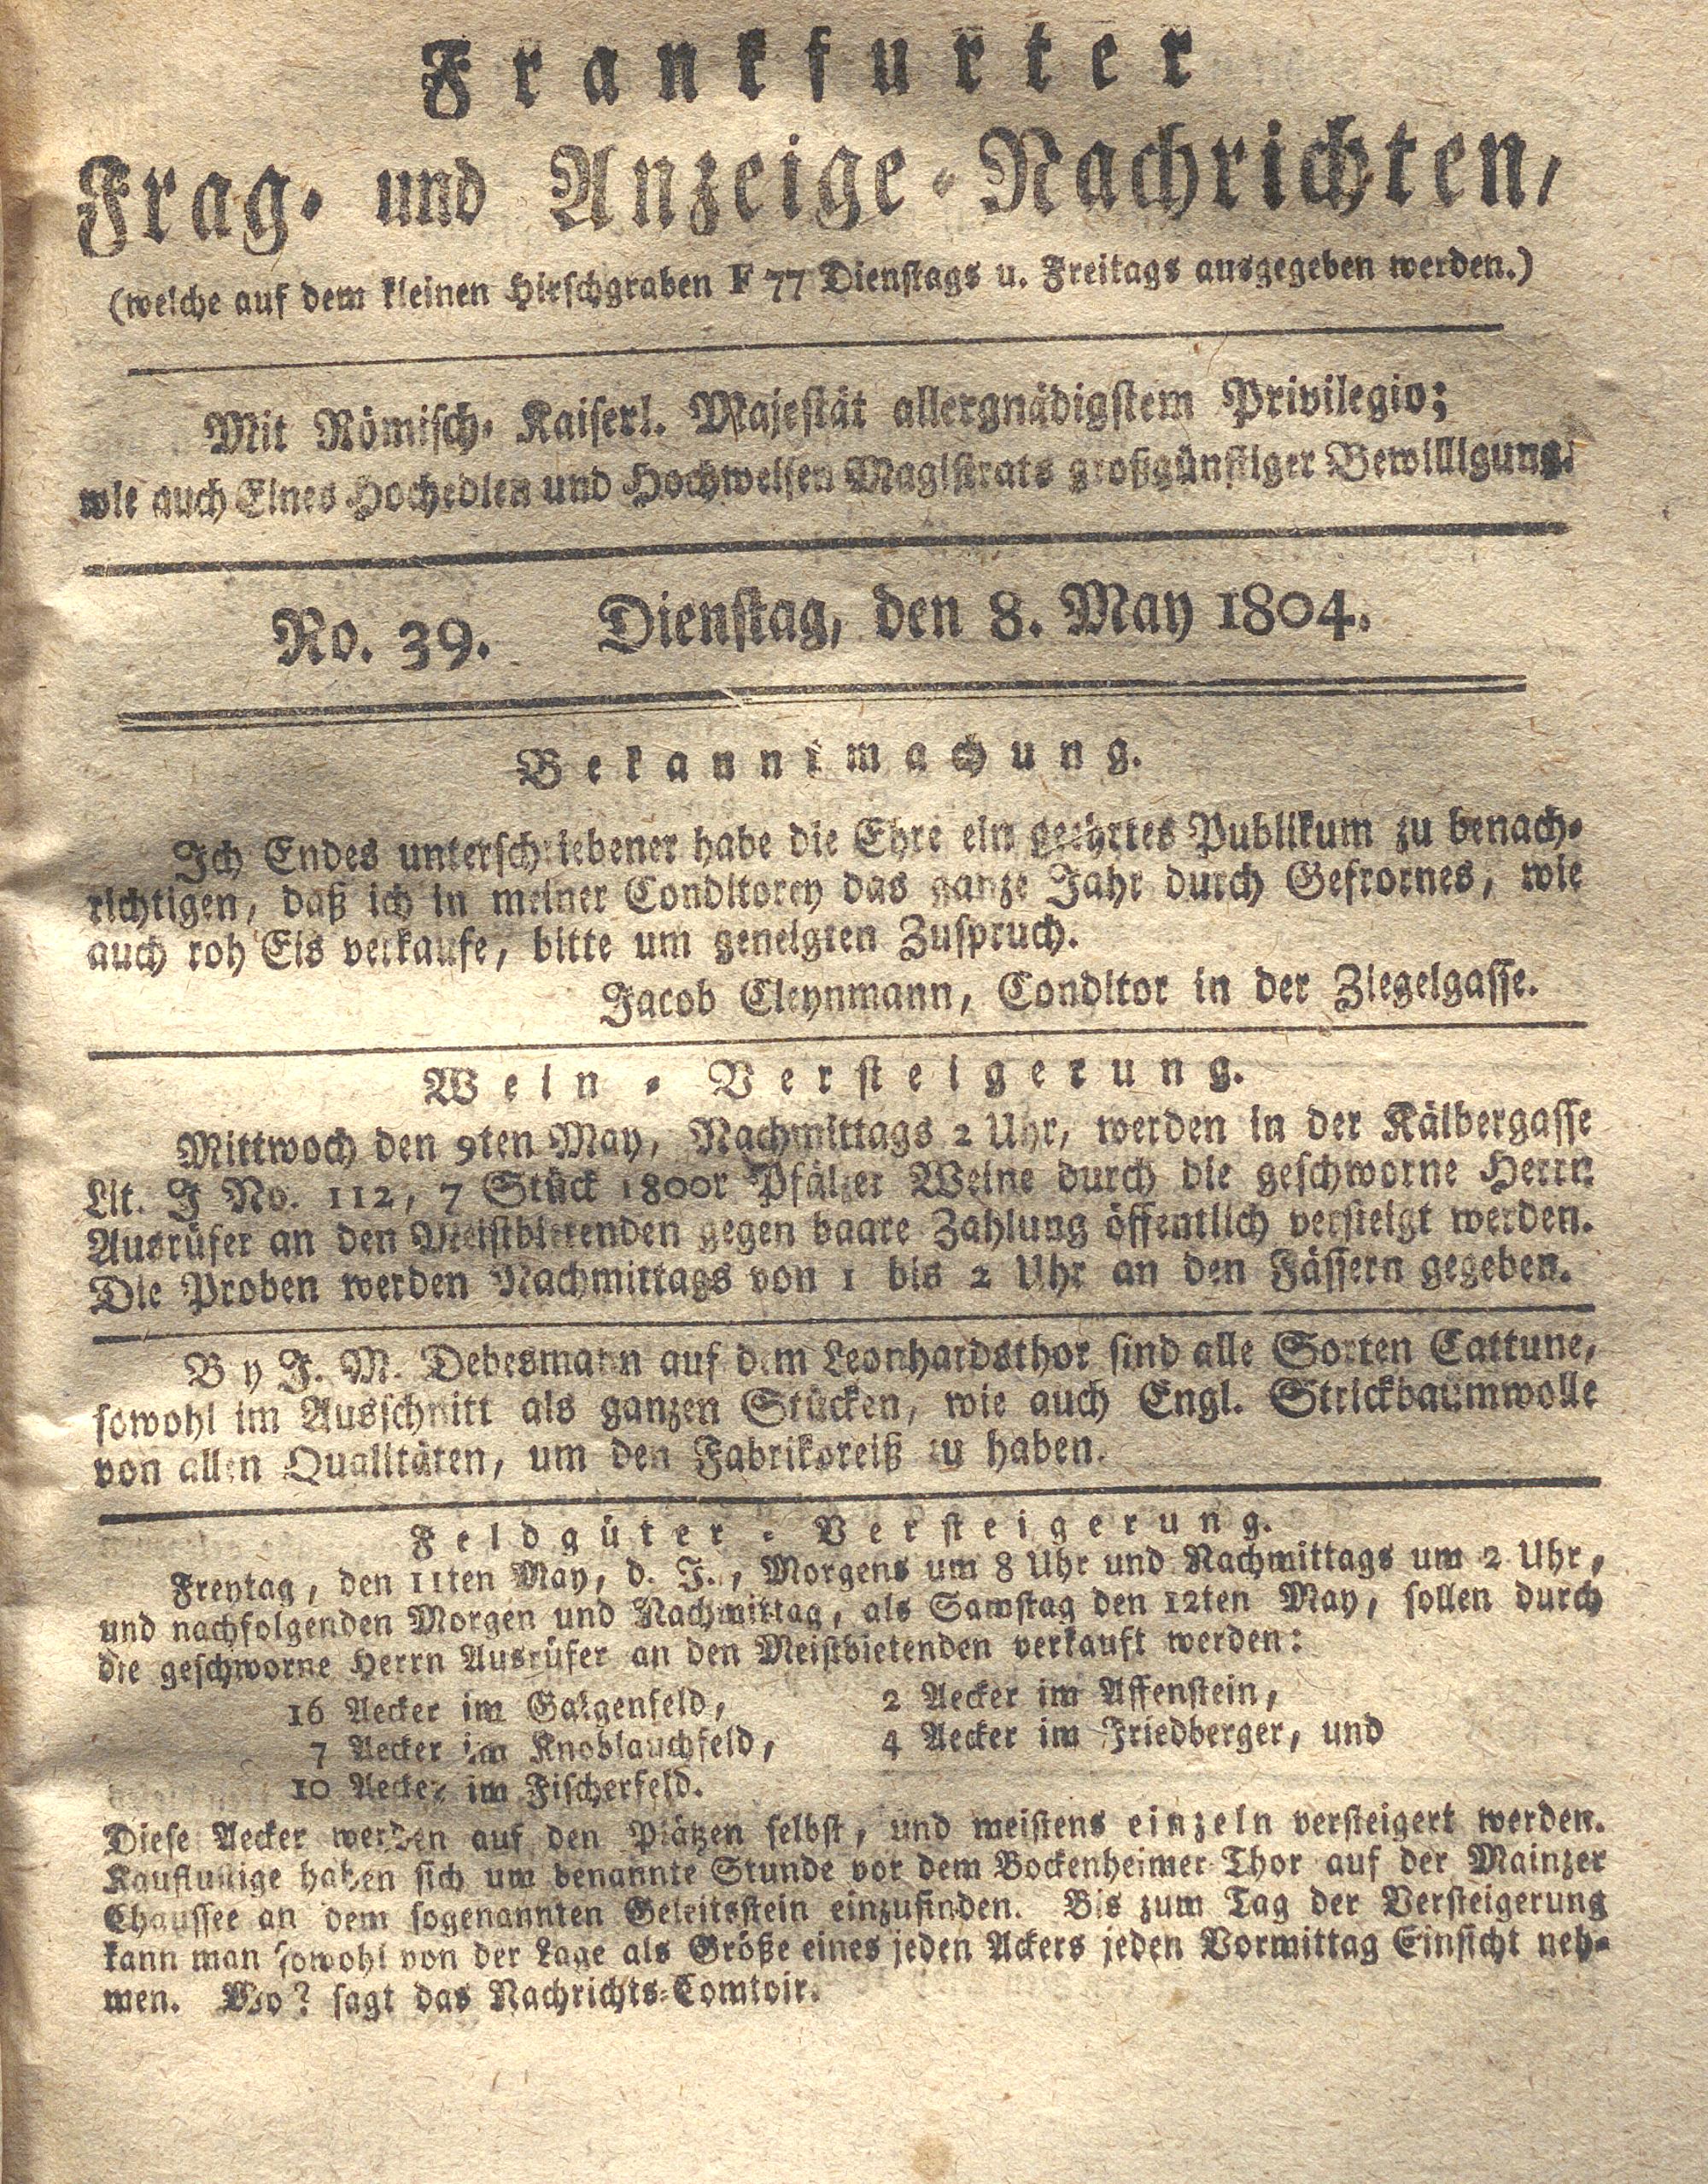 Frankfurter
Frag- und Anzeige-Nachrichten,
(welche auf dem kleinen Hirschgraben F 77 Dienstags u. Freitags ausgegeben werden.)
Mit Römisch- Kaiserl. Majestät allergnädigstem Privilegio;
wie auch Eines Hochedlen und Hochweisen Magistrats großgünstiger Bewilligung.
No. 39. Dienstag, den 8. May 1804.
Bekanntmachung.
Ich Endes unterschriebener habe die Ehre ein geehrtes Publikum zu benach-
richtigen, daß ich in meiner Conditorey das ganze Jahr durch Gefrornes, wie
auch roh Eis verkaufe, bitte um geneigten Zuspruch.
Jacob Cleynmann, Conditor in der Ziegelgasse.
Wein-Versteigerung.
Mittwoch den 9ten May, Nachmittags 2 Uhr, werden in der Kälbergasse
Lit. J No. 112, 7 Stück 1800r Pfälzer Weine durch die geschworne Herrn
Ausrüfer an den Meistbietenden gegen baare Zahlung öffentlich versteigt werden.
Die Proben werden Nachmittags von 1 bis 2 Uhr an den Fässern gegeben.
By J. M. Debesmann auf dem Leonhardsthor sind alle Sorten Cattune,
sowohl im Ausschnitt als ganzen Stücken, wie auch Engl. Strickbaumwolle
von allen Qualitäten, um den Fabrikpreiß zu haben.
Feldgüter-Versteigerung.
Freytag, den 11ten May, d. J., Morgens um 8 Uhr und Nachmittags um 2 Uhr,
und nachfolgenden Morgen und Nachmittag, als Samstag den 12ten May, sollen durch
die geschworne Herrn Ausrüfer an den Meistbietenden verkauft werden:
16 Aecker im Galgenfeld, 2 Aecker im Affenstein,
7 Aecker im Knoblauchfeld, 4 Aecker im Friedberger, und
10 Aecker im Fischerfeld.
Diese Aecker werden auf den Plätzen selbst, und meistens einzeln versteigert werden.
Kauflustige haben sich um benannte Stunde vor dem Bockenheimer Thor auf der Mainzer
Chaussee an dem sogenannten Geleitsstein einzufinden. Bis zum Tag der Versteigerung
kann man sowohl von der Lage als Größe eines jeden Ackers jeden Vormittag Einsicht neh-
men. Wo? sagt das Nachrichts-Comtoir.